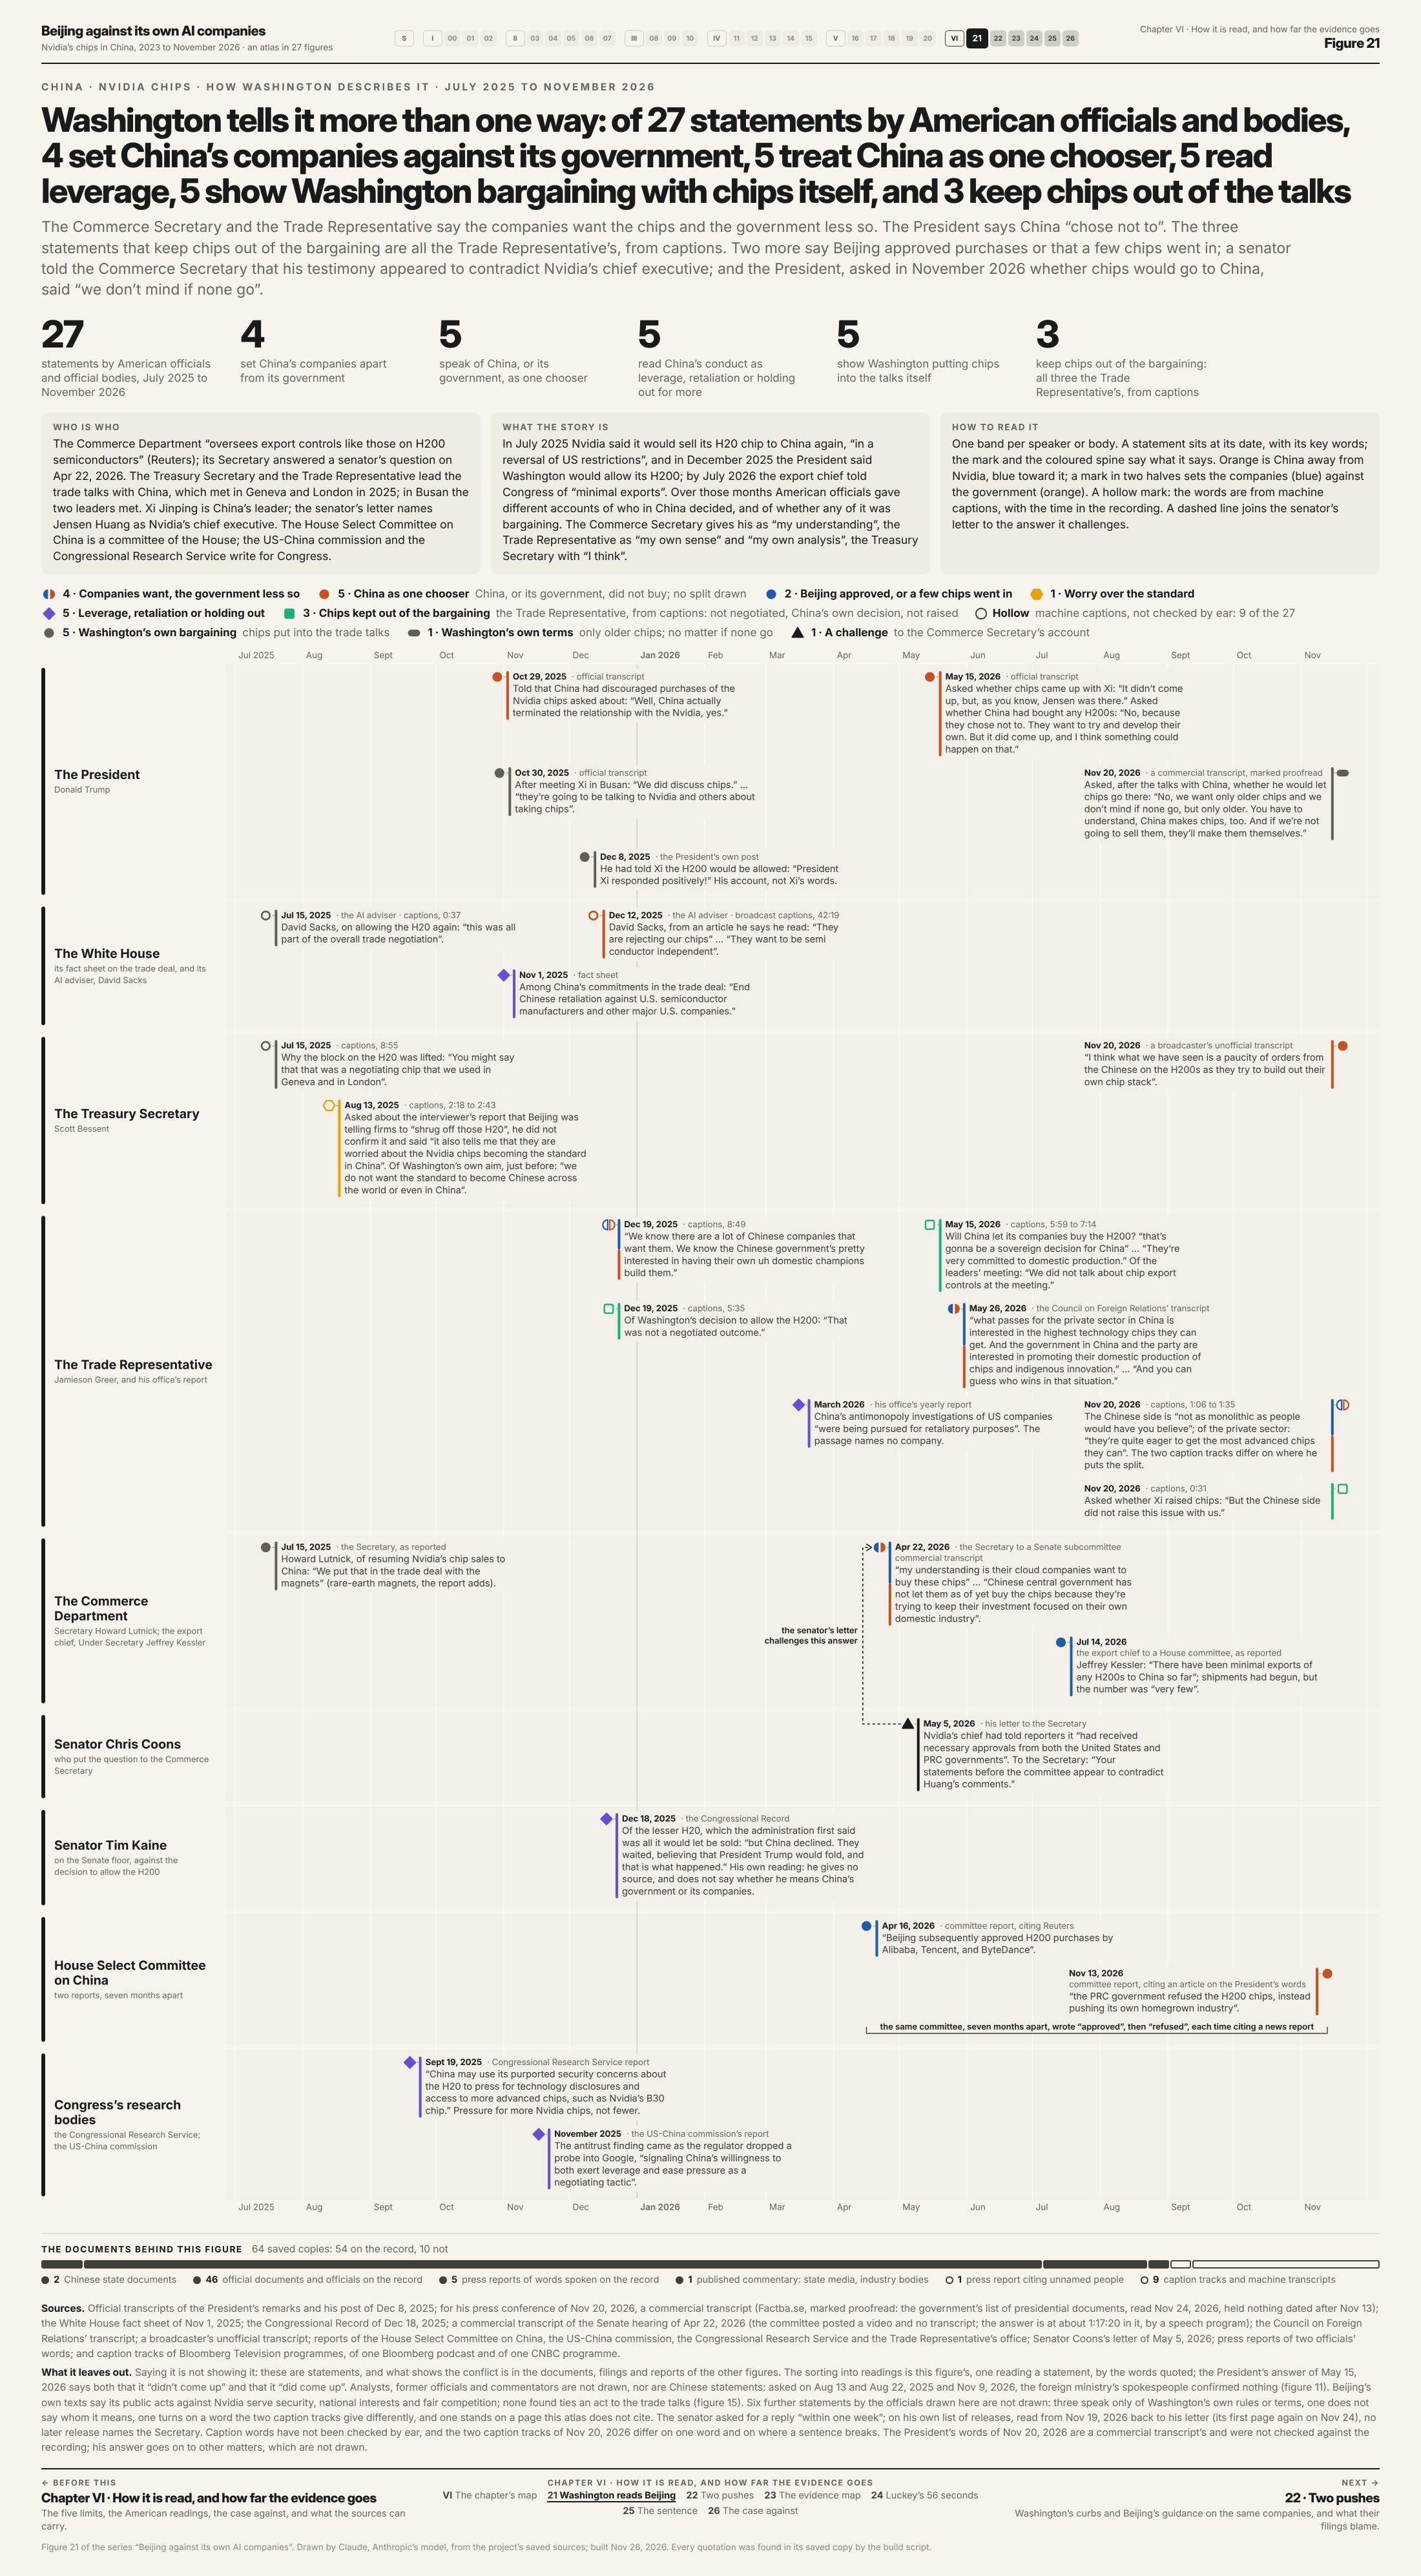 Beijing against its own AI companies
Nvidia's chips in China, 2023 to November 2026 · an atlas in 27 figures
S I 00 01 02 II 03 04 05 06 07 III 08 09 10 IV 11 12 13 14 15 V 16 17 18 19 20 VI 21 22 23 24 25 26
Chapter VI · How it is read, and how far the evidence goes
Figure 21
CHINA · NVIDIA CHIPS · HOW WASHINGTON DESCRIBES IT · JULY 2025 TO NOVEMBER 2026
Washington tells it more than one way: of 27 statements by American officials and bodies,
4 set China's companies against its government, 5 treat China as one chooser, 5 read
leverage, 5 show Washington bargaining with chips itself, and 3 keep chips out of the talks
The Commerce Secretary and the Trade Representative say the companies want the chips and the government less so. The President says China “chose not to”. The three
statements that keep chips out of the bargaining are all the Trade Representative's, from captions. Two more say Beijing approved purchases or that a few chips went in; a senator
told the Commerce Secretary that his testimony appeared to contradict Nvidia's chief executive; and the President, asked in November 2026 whether chips would go to China,
said “we don't mind if none go”.
27
statements by American officials
and official bodies, July 2025 to
November 2026
4
set China's companies apart
from its government
5
speak of China, or its
government, as one chooser
5
read China's conduct as
leverage, retaliation or holding
out for more
5
show Washington putting chips
into the talks itself
3
keep chips out of the bargaining:
all three the Trade
Representative's, from captions
WHO IS WHO
The Commerce Department “oversees export controls like those on H200
semiconductors” (Reuters); its Secretary answered a senator's question on
Apr 22, 2026. The Treasury Secretary and the Trade Representative lead the
trade talks with China, which met in Geneva and London in 2025; in Busan the
two leaders met. Xi Jinping is China's leader; the senator's letter names
Jensen Huang as Nvidia's chief executive. The House Select Committee on
China is a committee of the House; the US-China commission and the
Congressional Research Service write for Congress.
WHAT THE STORY IS
In July 2025 Nvidia said it would sell its H20 chip to China again, “in a
reversal of US restrictions”, and in December 2025 the President said
Washington would allow its H200; by July 2026 the export chief told
Congress of “minimal exports”. Over those months American officials gave
different accounts of who in China decided, and of whether any of it was
bargaining. The Commerce Secretary gives his as “my understanding”, the
Trade Representative as “my own sense” and “my own analysis”, the Treasury
Secretary with “I think”.
HOW TO READ IT
One band per speaker or body. A statement sits at its date, with its key words;
the mark and the coloured spine say what it says. Orange is China away from
Nvidia, blue toward it; a mark in two halves sets the companies (blue) against
the government (orange). A hollow mark: the words are from machine
captions, with the time in the recording. A dashed line joins the senator's
letter to the answer it challenges.
4 · Companies want, the government less so
5 · China as one chooser China, or its government, did not buy; no split drawn
2 · Beijing approved, or a few chips went in
1 · Worry over the standard
5 · Leverage, retaliation or holding out
3 · Chips kept out of the bargaining the Trade Representative, from captions: not negotiated, China's own decision, not raised
Hollow machine captions, not checked by ear: 9 of the 27
5 · Washington's own bargaining chips put into the trade talks
1 · Washington's own terms only older chips; no matter if none go
1 · A challenge to the Commerce Secretary's account
Jul 2025 Aug Sept Oct Nov Dec Jan 2026 Feb Mar Apr May Jun Jul Aug Sept Oct Nov
The President
Donald Trump
Oct 29, 2025 · official transcript
Told that China had discouraged purchases of the
Nvidia chips asked about: “Well, China actually
terminated the relationship with the Nvidia, yes.”
May 15, 2026 · official transcript
Asked whether chips came up with Xi: “It didn't come
up, but, as you know, Jensen was there.” Asked
whether China had bought any H200s: “No, because
they chose not to. They want to try and develop their
own. But it did come up, and I think something could
happen on that.”
Oct 30, 2025 · official transcript
After meeting Xi in Busan: “We did discuss chips.” …
“they're going to be talking to Nvidia and others about
taking chips”.
Nov 20, 2026 · a commercial transcript, marked proofread
Asked, after the talks with China, whether he would let
chips go there: “No, we want only older chips and we
don't mind if none go, but only older. You have to
understand, China makes chips, too. And if we're not
going to sell them, they'll make them themselves.”
Dec 8, 2025 · the President's own post
He had told Xi the H200 would be allowed: “President
Xi responded positively!” His account, not Xi's words.
The White House
its fact sheet on the trade deal, and its
AI adviser, David Sacks
Jul 15, 2025 · the AI adviser · captions, 0:37
David Sacks, on allowing the H20 again: “this was all
part of the overall trade negotiation”.
Dec 12, 2025 · the AI adviser · broadcast captions, 42:19
David Sacks, from an article he says he read: “They
are rejecting our chips” … “They want to be semi
conductor independent”.
Nov 1, 2025 · fact sheet
Among China's commitments in the trade deal: “End
Chinese retaliation against U.S. semiconductor
manufacturers and other major U.S. companies.”
The Treasury Secretary
Scott Bessent
Jul 15, 2025 · captions, 8:55
Why the block on the H20 was lifted: “You might say
that that was a negotiating chip that we used in
Geneva and in London”.
Nov 20, 2026 · a broadcaster's unofficial transcript
“I think what we have seen is a paucity of orders from
the Chinese on the H200s as they try to build out their
own chip stack”.
Aug 13, 2025 · captions, 2:18 to 2:43
Asked about the interviewer's report that Beijing was
telling firms to “shrug off those H20”, he did not
confirm it and said “it also tells me that they are
worried about the Nvidia chips becoming the standard
in China”. Of Washington's own aim, just before: “we
do not want the standard to become Chinese across
the world or even in China”.
The Trade Representative
Jamieson Greer, and his office's report
Dec 19, 2025 · captions, 8:49
“We know there are a lot of Chinese companies that
want them. We know the Chinese government's pretty
interested in having their own uh domestic champions
build them.”
May 15, 2026 · captions, 5:59 to 7:14
Will China let its companies buy the H200? “that's
gonna be a sovereign decision for China” … “They're
very committed to domestic production.” Of the
leaders' meeting: “We did not talk about chip export
controls at the meeting.”
Dec 19, 2025 · captions, 5:35
Of Washington's decision to allow the H200: “That
was not a negotiated outcome.”
May 26, 2026 · the Council on Foreign Relations' transcript
“what passes for the private sector in China is
interested in the highest technology chips they can
get. And the government in China and the party are
interested in promoting their domestic production of
chips and indigenous innovation.” … “And you can
guess who wins in that situation.”
March 2026 · his office's yearly report
China's antimonopoly investigations of US companies
“were being pursued for retaliatory purposes”. The
passage names no company.
Nov 20, 2026 · captions, 1:06 to 1:35
The Chinese side is “not as monolithic as people
would have you believe”; of the private sector:
“they're quite eager to get the most advanced chips
they can”. The two caption tracks differ on where he
puts the split.
Nov 20, 2026 · captions, 0:31
Asked whether Xi raised chips: “But the Chinese side
did not raise this issue with us.”
The Commerce
Department
Secretary Howard Lutnick; the export
chief, Under Secretary Jeffrey Kessler
Jul 15, 2025 · the Secretary, as reported
Howard Lutnick, of resuming Nvidia's chip sales to
China: “We put that in the trade deal with the
magnets” (rare-earth magnets, the report adds).
Apr 22, 2026 · the Secretary to a Senate subcommittee
commercial transcript
“my understanding is their cloud companies want to
buy these chips” … “Chinese central government has
not let them as of yet buy the chips because they're
trying to keep their investment focused on their own
domestic industry”.
the senator's letter
challenges this answer
Jul 14, 2026
the export chief to a House committee, as reported
Jeffrey Kessler: “There have been minimal exports of
any H200s to China so far”; shipments had begun, but
the number was “very few”.
Senator Chris Coons
who put the question to the Commerce
Secretary
May 5, 2026 · his letter to the Secretary
Nvidia's chief had told reporters it “had received
necessary approvals from both the United States and
PRC governments”. To the Secretary: “Your
statements before the committee appear to contradict
Huang's comments.”
Senator Tim Kaine
on the Senate floor, against the
decision to allow the H200
Dec 18, 2025 · the Congressional Record
Of the lesser H20, which the administration first said
was all it would let be sold: “but China declined. They
waited, believing that President Trump would fold, and
that is what happened.” His own reading: he gives no
source, and does not say whether he means China's
government or its companies.
House Select Committee
on China
two reports, seven months apart
Apr 16, 2026 · committee report, citing Reuters
“Beijing subsequently approved H200 purchases by
Alibaba, Tencent, and ByteDance”.
Nov 13, 2026
committee report, citing an article on the President's words
“the PRC government refused the H200 chips, instead
pushing its own homegrown industry”.
the same committee, seven months apart, wrote “approved”, then “refused”, each time citing a news report
Congress's research
bodies
the Congressional Research Service;
the US-China commission
Sept 19, 2025 · Congressional Research Service report
“China may use its purported security concerns about
the H20 to press for technology disclosures and
access to more advanced chips, such as Nvidia's B30
chip.” Pressure for more Nvidia chips, not fewer.
November 2025 · the US-China commission's report
The antitrust finding came as the regulator dropped a
probe into Google, “signaling China's willingness to
both exert leverage and ease pressure as a
negotiating tactic”.
Jul 2025 Aug Sept Oct Nov Dec Jan 2026 Feb Mar Apr May Jun Jul Aug Sept Oct Nov
THE DOCUMENTS BEHIND THIS FIGURE 64 saved copies: 54 on the record, 10 not
2 Chinese state documents
46 official documents and officials on the record
5 press reports of words spoken on the record
1 published commentary: state media, industry bodies
1 press report citing unnamed people
9 caption tracks and machine transcripts
Sources. Official transcripts of the President's remarks and his post of Dec 8, 2025; for his press conference of Nov 20, 2026, a commercial transcript (Factba.se, marked proofread: the government's list of presidential documents, read Nov 24, 2026, held nothing dated after Nov 13);
the White House fact sheet of Nov 1, 2025; the Congressional Record of Dec 18, 2025; a commercial transcript of the Senate hearing of Apr 22, 2026 (the committee posted a video and no transcript; the answer is at about 1:17:20 in it, by a speech program); the Council on Foreign
Relations' transcript; a broadcaster's unofficial transcript; reports of the House Select Committee on China, the US-China commission, the Congressional Research Service and the Trade Representative's office; Senator Coons's letter of May 5, 2026; press reports of two officials'
words; and caption tracks of Bloomberg Television programmes, of one Bloomberg podcast and of one CNBC programme.
What it leaves out. Saying it is not showing it: these are statements, and what shows the conflict is in the documents, filings and reports of the other figures. The sorting into readings is this figure's, one reading a statement, by the words quoted; the President's answer of May 15,
2026 says both that it “didn't come up” and that it “did come up”. Analysts, former officials and commentators are not drawn, nor are Chinese statements: asked on Aug 13 and Aug 22, 2025 and Nov 9, 2026, the foreign ministry's spokespeople confirmed nothing (figure 11). Beijing's
own texts say its public acts against Nvidia serve security, national interests and fair competition; none found ties an act to the trade talks (figure 15). Six further statements by the officials drawn here are not drawn: three speak only of Washington's own rules or terms, one does not
say whom it means, one turns on a word the two caption tracks give differently, and one stands on a page this atlas does not cite. The senator asked for a reply “within one week”; on his own list of releases, read from Nov 19, 2026 back to his letter (its first page again on Nov 24), no
later release names the Secretary. Caption words have not been checked by ear, and the two caption tracks of Nov 20, 2026 differ on one word and on where a sentence breaks. The President's words of Nov 20, 2026 are a commercial transcript's and were not checked against the
recording; his answer goes on to other matters, which are not drawn.
← BEFORE THIS
Chapter VI · How it is read, and how far the evidence goes
The five limits, the American readings, the case against, and what the sources can
carry.
CHAPTER VI · HOW IT IS READ, AND HOW FAR THE EVIDENCE GOES
VI The chapter's map 21 Washington reads Beijing 22 Two pushes 23 The evidence map 24 Luckey's 56 seconds
25 The sentence 26 The case against
NEXT →
22 · Two pushes
Washington's curbs and Beijing's guidance on the same companies, and what their
filings blame.
Figure 21 of the series “Beijing against its own AI companies”. Drawn by Claude, Anthropic's model, from the project's saved sources; built Nov 26, 2026. Every quotation was found in its saved copy by the build script.